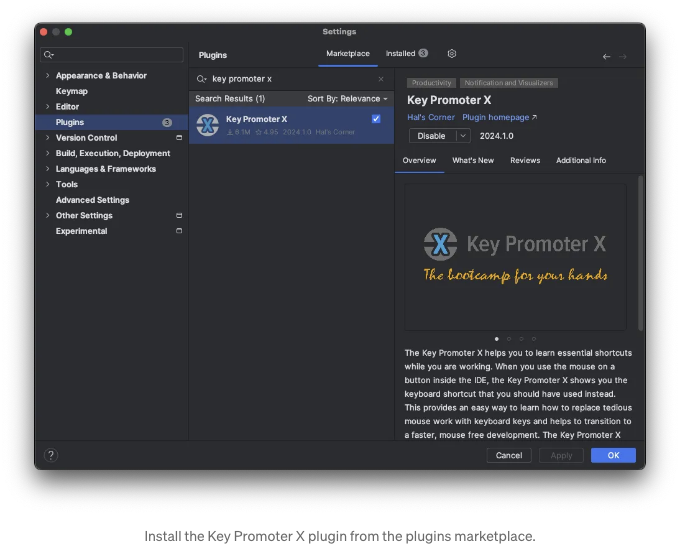 Settings
Plugins
Marketplace
Installed 3
key promoter x
Appearance & Behavior
Keymap
Editor
Plugins 3
Version Control
Build, Execution, Deployment
Languages & Frameworks
Tools
Advanced Settings
Other Settings
Experimental
Search Results (1)
Sort By: Relevance
Key Promoter X
6.1M 4.95 2024.1.0 Hal's Corner
Productivity
Notification and Visualizers
Key Promoter X
Hal's Corner
Plugin homepage ↗
Disable
2024.1.0
Overview
What's New
Reviews
Additional Info
X Key Promoter X
The bootcamp for your hands
The Key Promoter X helps you to learn essential shortcuts
while you are working. When you use the mouse on a
button inside the IDE, the Key Promoter X shows you the
keyboard shortcut that you should have used instead.
This provides an easy way to learn how to replace tedious
mouse work with keyboard keys and helps to transition to
a faster, mouse free development. The Key Promoter X
?
Cancel
Apply
OK
Install the Key Promoter X plugin from the plugins marketplace.